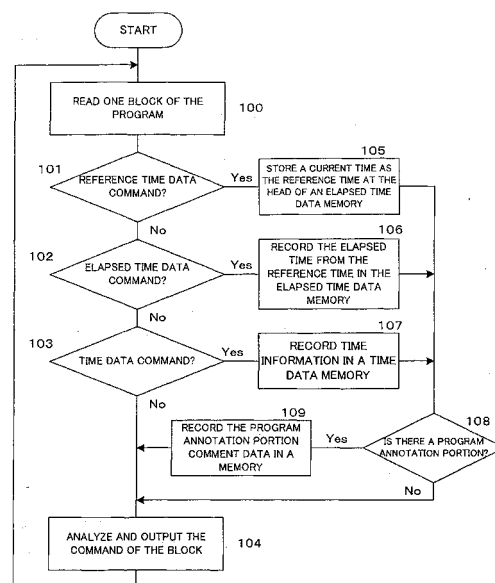 START
READ ONE BLOCK OF THE
PROGRAM
100
101
REFERENCE TIME DATA
COMMAND?
Yes
105
STORE A CURRENT TIME AS
THE REFERENCE TIME AT THE
HEAD OF AN ELAPSED TIME
DATA MEMORY
No
102
ELAPSED TIME DATA
COMMAND?
Yes
106
RECORD THE ELAPSED
TIME FROM THE
REFERENCE TIME IN THE
ELAPSED TIME DATA
MEMORY
No
103
TIME DATA COMMAND?
Yes
107
RECORD TIME
INFORMATION IN A TIME
DATA MEMORY
No
109
RECORD THE PROGRAM
ANNOTATION PORTION
COMMENT DATA IN A
MEMORY
Yes
108
IS THERE A PROGRAM
ANNOTATION PORTION?
No
ANALYZE AND OUTPUT THE
COMMAND OF THE BLOCK
104